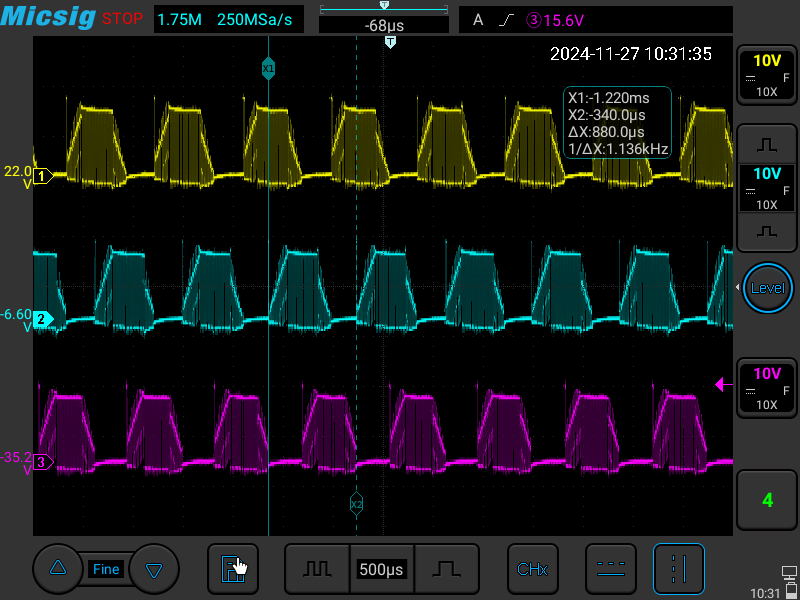 Micsig STOP 1.75M 250MSa/s -68μs A ③15.6V
T
T
2024-11-27 10:31:35
X1
X1:-1.220ms
X2:-340.0μs
ΔX:880.0μs
1/ΔX:1.136kHz
10V
F
10X
22.0
V
1
10V
F
10X
-6.60
V
2
Level
10V
F
10X
-35.2
V
3
X2
4
Fine
500μs
CHx
10:31